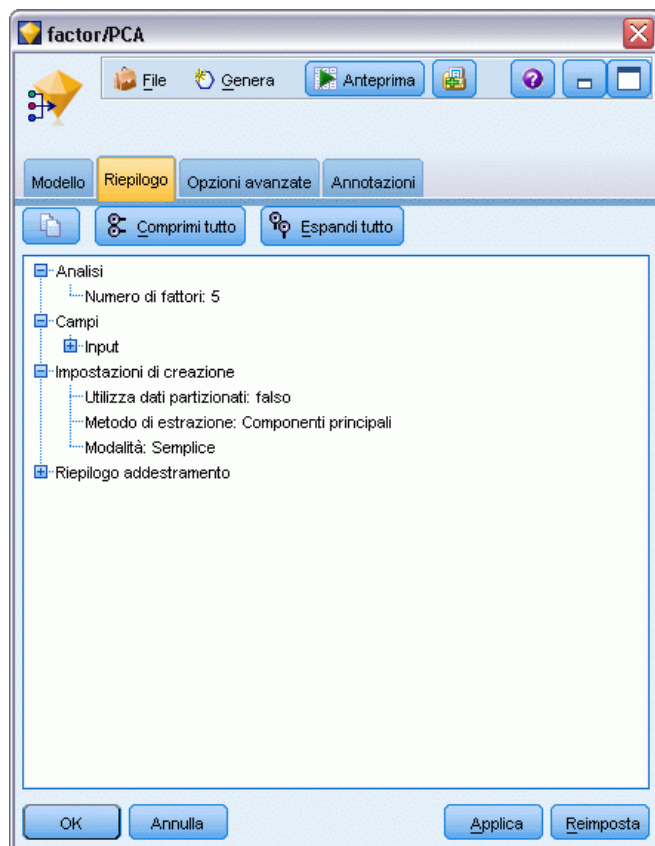 factor/PCA
File Genera Anteprima
Modello Riepilogo Opzioni avanzate Annotazioni
Comprimi tutto Espandi tutto
Analisi
Numero di fattori: 5
Campi
Input
Impostazioni di creazione
Utilizza dati partizionati: falso
Metodo di estrazione: Componenti principali
Modalità: Semplice
Riepilogo addestramento
OK Annulla Applica Reimposta